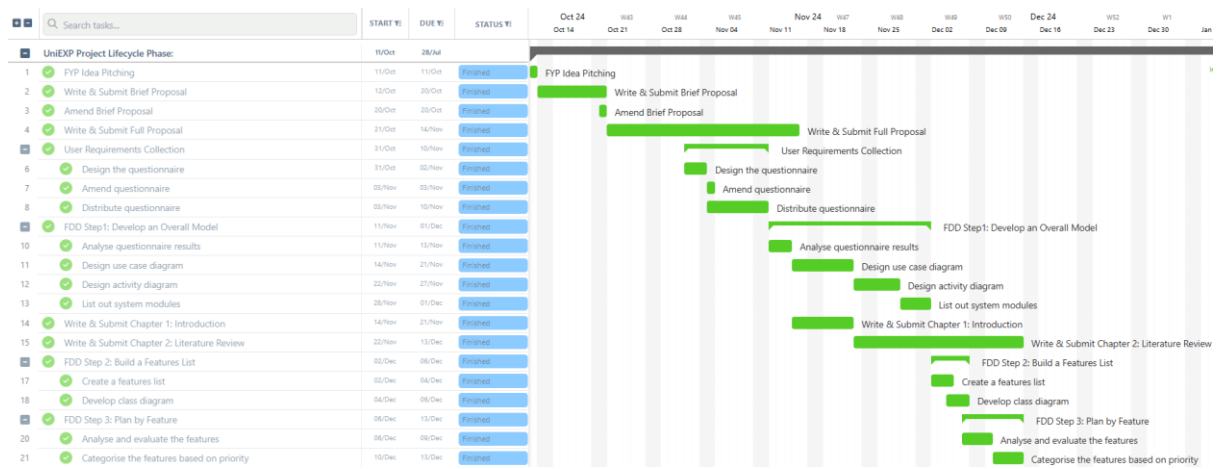 Search tasks... START DUE STATUS
Oct 24 W43 W44 W45 Nov 24 W47 W48 W49 W50 Dec 24 W52 W1
Oct 14 Oct 21 Oct 28 Nov 04 Nov 11 Nov 18 Nov 25 Dec 02 Dec 09 Dec 16 Dec 23 Dec 30 Jan
UniEXP Project Lifecycle Phase: 11/Oct 28/Jul
1 FYP Idea Pitching 11/Oct 11/Oct Finished FYP Idea Pitching
2 Write & Submit Brief Proposal 12/Oct 20/Oct Finished Write & Submit Brief Proposal
3 Amend Brief Proposal 20/Oct 20/Oct Finished Amend Brief Proposal
4 Write & Submit Full Proposal 21/Oct 14/Nov Finished Write & Submit Full Proposal
User Requirements Collection 31/Oct 10/Nov Finished User Requirements Collection
6 Design the questionnaire 31/Oct 02/Nov Finished Design the questionnaire
7 Amend questionnaire 03/Nov 03/Nov Finished Amend questionnaire
8 Distribute questionnaire 03/Nov 10/Nov Finished Distribute questionnaire
FDD Step1: Develop an Overall Model 11/Nov 01/Dec Finished FDD Step1: Develop an Overall Model
10 Analyse questionnaire results 11/Nov 13/Nov Finished Analyse questionnaire results
11 Design use case diagram 14/Nov 21/Nov Finished Design use case diagram
12 Design activity diagram 22/Nov 27/Nov Finished Design activity diagram
13 List out system modules 28/Nov 01/Dec Finished List out system modules
14 Write & Submit Chapter 1: Introduction 14/Nov 21/Nov Finished Write & Submit Chapter 1: Introduction
15 Write & Submit Chapter 2: Literature Review 22/Nov 13/Dec Finished Write & Submit Chapter 2: Literature Review
FDD Step 2: Build a Features List 02/Dec 06/Dec Finished FDD Step 2: Build a Features List
17 Create a features list 02/Dec 04/Dec Finished Create a features list
18 Develop class diagram 04/Dec 06/Dec Finished Develop class diagram
FDD Step 3: Plan by Feature 06/Dec 13/Dec Finished FDD Step 3: Plan by Feature
20 Analyse and evaluate the features 06/Dec 09/Dec Finished Analyse and evaluate the features
21 Categorise the features based on priority 10/Dec 13/Dec Finished Categorise the features based on priority